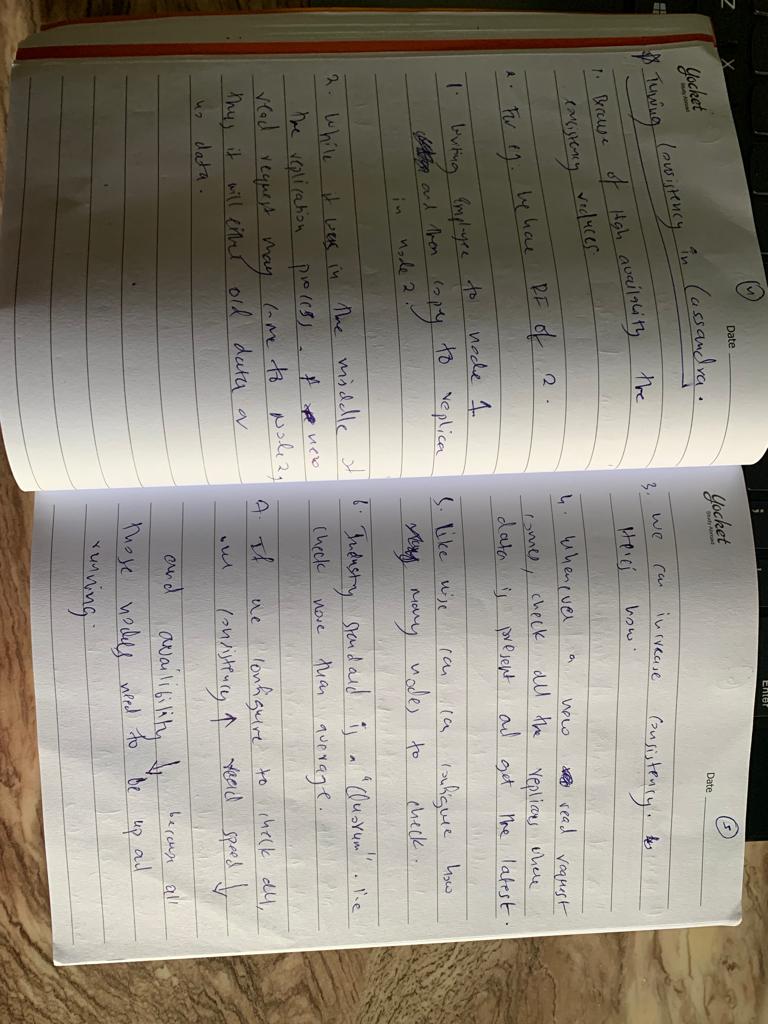 Enter
Z
X
;
4
Date
yocket
Study Abroad
Tuning Consistency in Cassandra.
1. Because of High availability the
consistency reduces.
2. For eg. we have RF of 2.
1. Writing Employee to node 1
and then copy to replica
in node 2.
2. While it was in the middle of
the replication process. A new
read request may come to Node 2,
thus it will either old data or
no data.
5
Date
yocket
Study Abroad
3. We can increase consistency.
Here's how.
4. Whenever a new read request
comes, check all the replicas where
data is present ad get the latest.
5. Like wise can can configure how
many nodes to check.
6. Industry standard is a "Quorum". i.e
check more than average.
7. If we configure to check all,
our consistency ↑ read speed ↓
and availibility ↓ because all
those nodes need to be up ad
running.